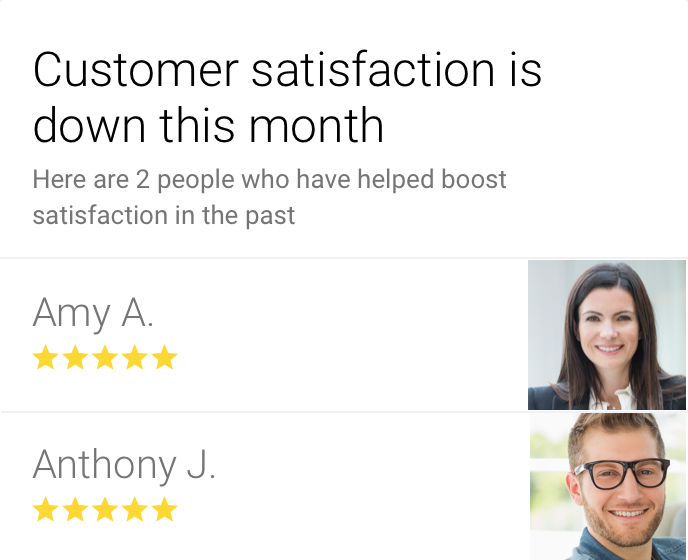 Customer satisfaction is
down this month
Here are 2 people who have helped boost
satisfaction in the past
Amy A.
Anthony J.